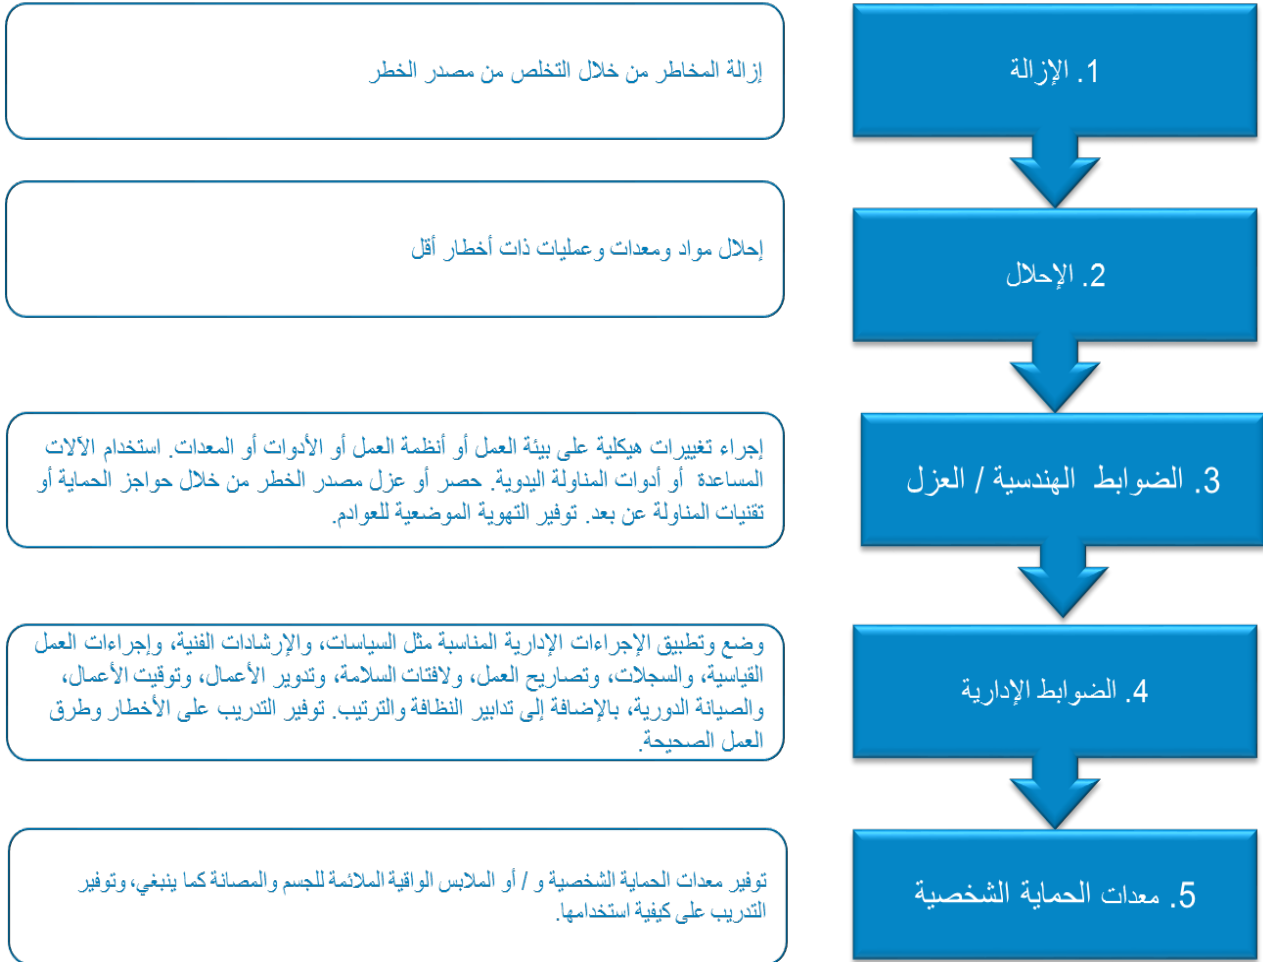 1. الإزالة
إزالة المخاطر من خلال التخلص من مصدر الخطر
2. الإحلال
إحلال مواد ومعدات وعمليات ذات أخطار أقل
3. الضوابط الهندسية / العزل
إجراء تغييرات هيكلية على بيئة العمل أو أنظمة العمل أو الأدوات أو المعدات. استخدام الآلات
المساعدة أو أدوات المناولة اليدوية. حصر أو عزل مصدر الخطر من خلال حواجز الحماية أو
تقنيات المناولة عن بعد. توفير التهوية الموضعية للعوادم.
4. الضوابط الإدارية
وضع وتطبيق الإجراءات الإدارية المناسبة مثل السياسات، والإرشادات الفنية، وإجراءات العمل
القياسية، والسجلات، وتصاريح العمل، ولافتات السلامة، وتدوير الأعمال، وتوقيت الأعمال،
والصيانة الدورية، بالإضافة إلى تدابير النظافة والترتيب. توفير التدريب على الأخطار وطرق
العمل الصحيحة.
5. معدات الحماية الشخصية
توفير معدات الحماية الشخصية و / أو الملابس الواقية الملائمة للجسم والمصانة كما ينبغي، وتوفير
التدريب على كيفية استخدامها.